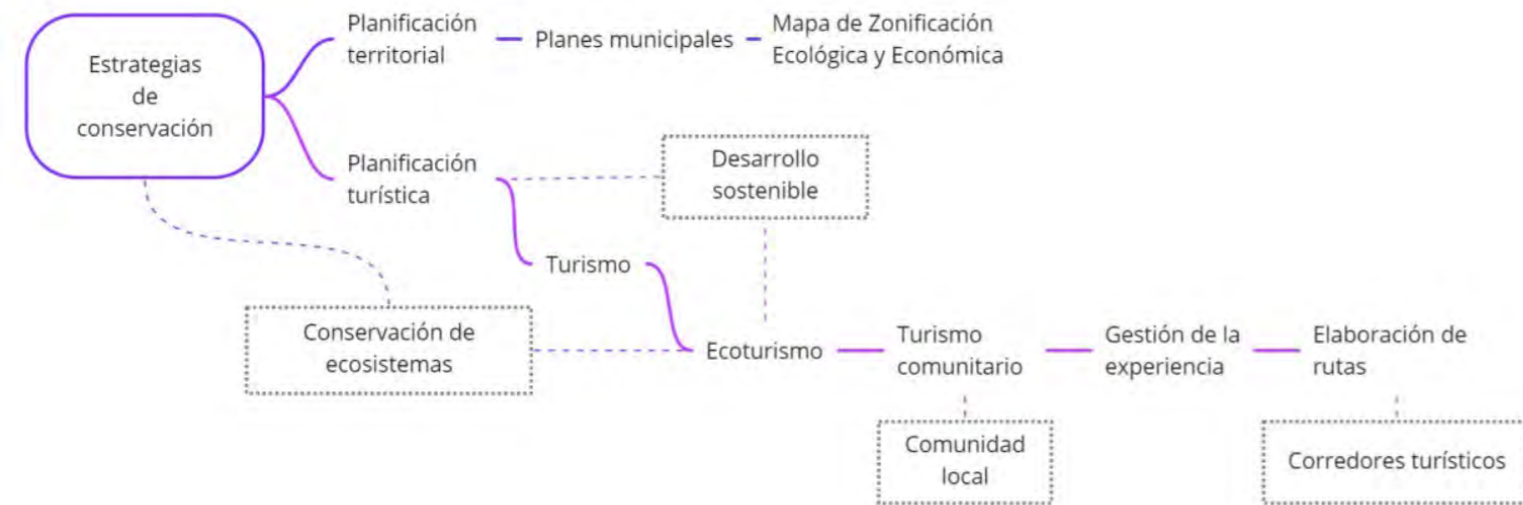 Estrategias
de
conservación
Planificación
territorial
Planes municipales
Mapa de Zonificación
Ecológica y Económica
Planificación
turística
Desarrollo
sostenible
Turismo
Conservación de
ecosistemas
Ecoturismo
Turismo
comunitario
Gestión de la
experiencia
Elaboración de
rutas
Comunidad
local
Corredores turísticos